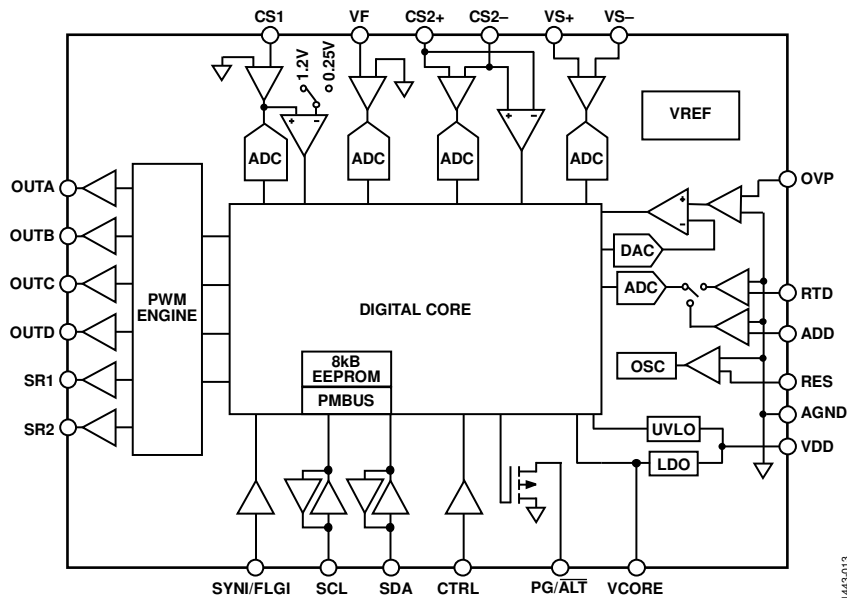 CS1
VF
CS2+
CS2–
VS+
VS–
1.2V
0.25V
VREF
+
–
–
+
ADC
ADC
ADC
ADC
OUTA
OUTB
OUTC
OUTD
SR1
SR2
PWM
ENGINE
DIGITAL CORE
8kB
EEPROM
PMBUS
+
–
DAC
ADC
OSC
UVLO
LDO
OVP
RTD
ADD
RES
AGND
VDD
SYNI/FLGI
SCL
SDA
CTRL
PG/ALT
VCORE